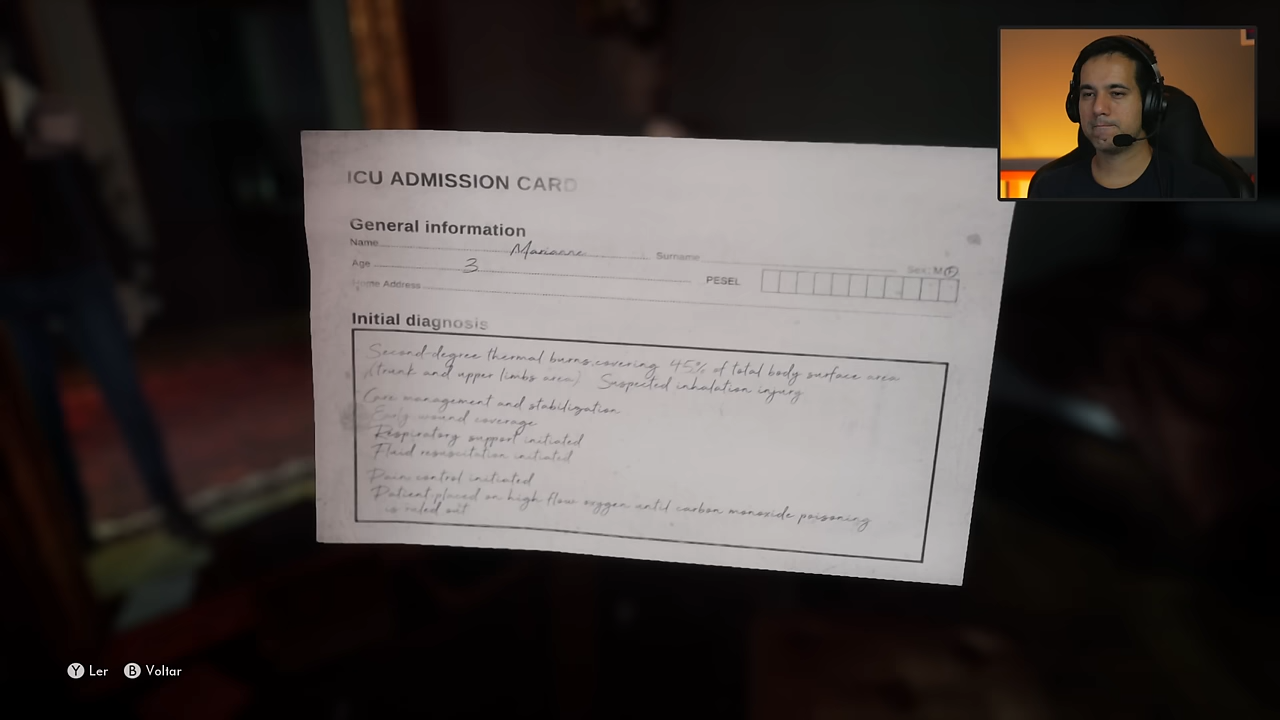 ICU ADMISSION CARD
General information
Name Marianne Surname Sex: M F
Age 3 PESEL
Home Address
Initial diagnosis
Second-degree thermal burns covering 45% of total body surface area
(trunk and upper limbs area) Suspected inhalation injury
Care management and stabilization
Early wound coverage
Respiratory support initiated
Fluid resuscitation initiated
Pain control initiated
Patient placed on high flow oxygen until carbon monoxide poisoning
is ruled out
Y Ler B Voltar